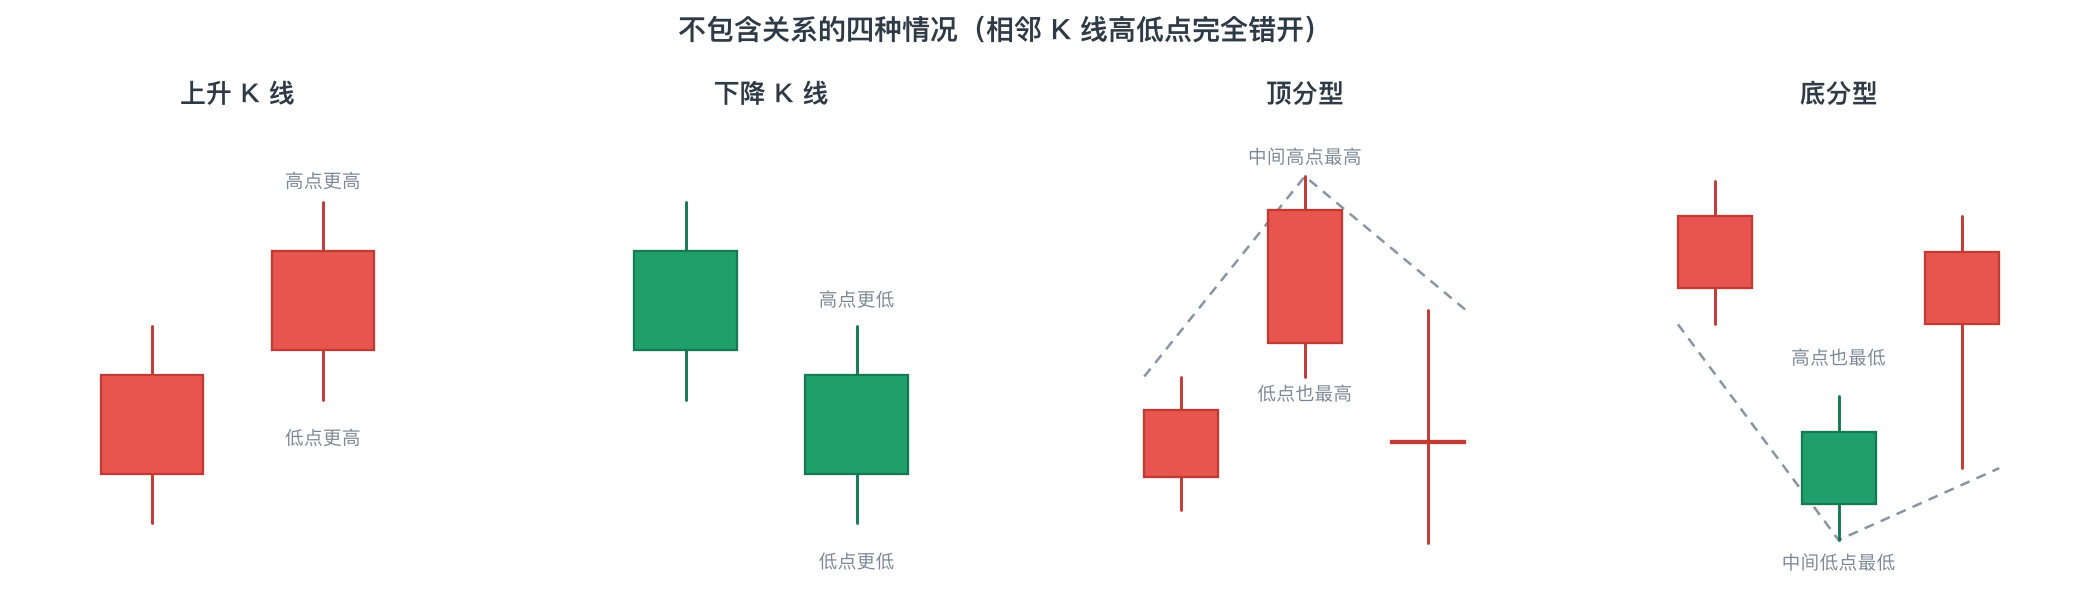 不包含关系的四种情况（相邻 K 线高低点完全错开）
上升 K 线
下降 K 线
顶分型
底分型
高点更高
低点更高
高点更低
低点更低
中间高点最高
低点也最高
高点也最低
中间低点最低